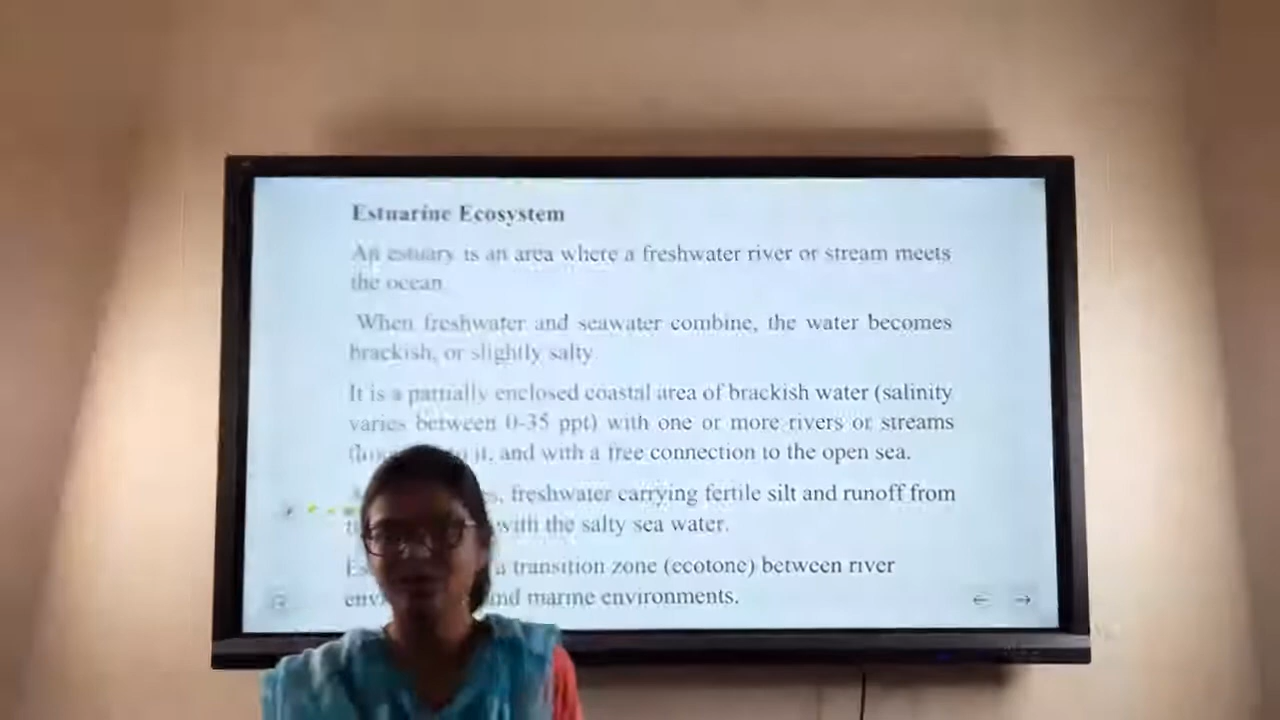 Estuarine Ecosystem
An estuary is an area where a freshwater river or stream meets
the ocean
When freshwater and seawater combine, the water becomes
brackish, or slightly salty
It is a partially enclosed coastal area of brackish water (salinity
varies between 0-35 ppt) with one or more rivers or streams
it, and with a free connection to the open sea.
freshwater carrying fertile silt and runoff from
with the salty sea water.
a transition zone (ecotone) between river
and marine environments.